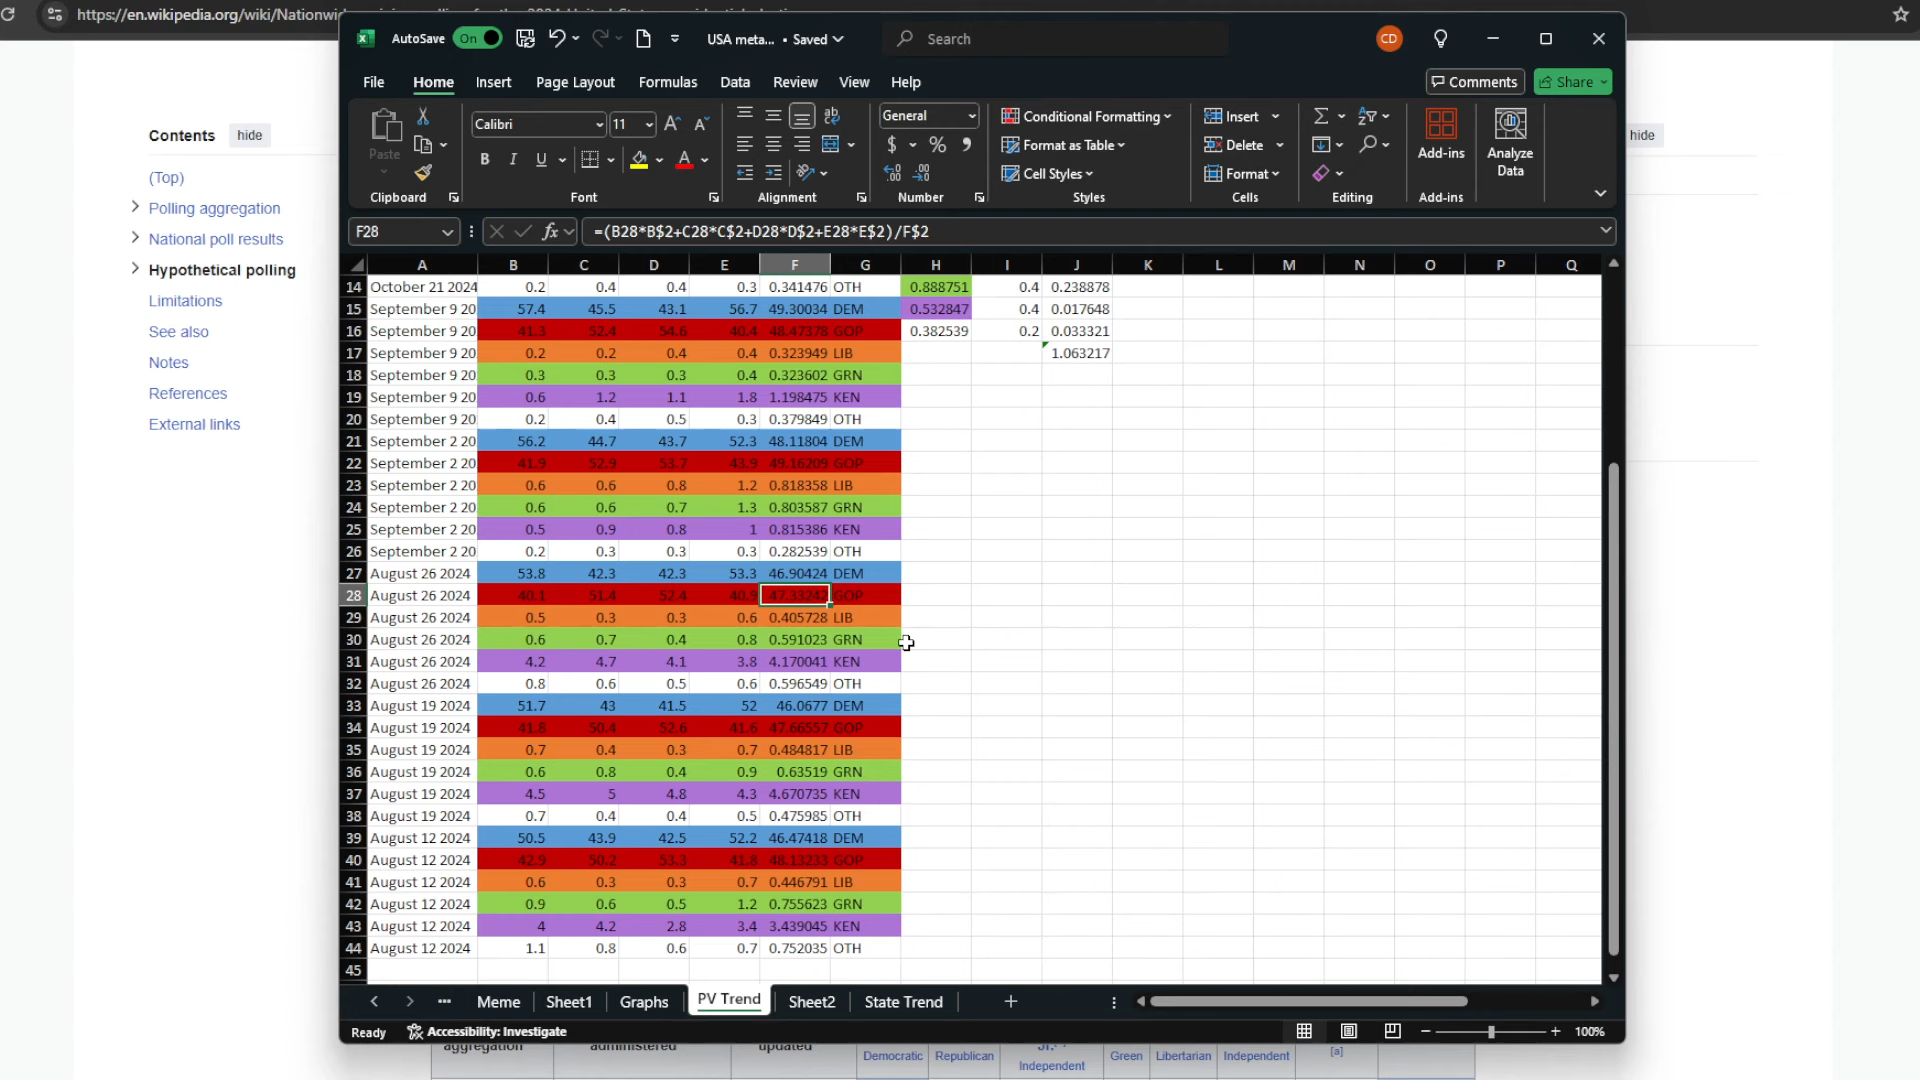 https://en.wikipedia.org/wiki/Nationwi
AutoSave On USA meta... • Saved Search CD
File Home Insert Page Layout Formulas Data Review View Help Comments Share
Paste Calibri 11 General Conditional Formatting Insert
B I U Format as Table Delete Add-ins Analyze Data
Cell Styles Format
Clipboard Font Alignment Number Styles Cells Editing Add-ins
F28 fx =(B28*B$2+C28*C$2+D28*D$2+E28*E$2)/F$2
A B C D E F G H I J K L M N O P Q
14 October 21 2024 0.2 0.4 0.4 0.3 0.341476 OTH 0.888751 0.4 0.238878
15 September 9 20 57.4 45.5 43.1 56.7 49.30034 DEM 0.532847 0.4 0.017648
16 September 9 20 41.3 52.4 54.6 40.4 48.47378 GOP 0.382539 0.2 0.033321
17 September 9 20 0.2 0.2 0.4 0.4 0.323949 LIB 1.063217
18 September 9 20 0.3 0.3 0.3 0.4 0.323602 GRN
19 September 9 20 0.6 1.2 1.1 1.8 1.198475 KEN
20 September 9 20 0.2 0.4 0.5 0.3 0.379849 OTH
21 September 2 20 56.2 44.7 43.7 52.3 48.11804 DEM
22 September 2 20 41.9 52.9 53.7 43.9 49.16209 GOP
23 September 2 20 0.6 0.6 0.8 1.2 0.818358 LIB
24 September 2 20 0.6 0.6 0.7 1.3 0.803587 GRN
25 September 2 20 0.5 0.9 0.8 1 0.815386 KEN
26 September 2 20 0.2 0.3 0.3 0.3 0.282539 OTH
27 August 26 2024 53.8 42.3 42.3 53.3 46.90424 DEM
28 August 26 2024 40.1 51.4 52.4 40.9 47.33242 GOP
29 August 26 2024 0.5 0.3 0.3 0.6 0.405728 LIB
30 August 26 2024 0.6 0.7 0.4 0.8 0.591023 GRN
31 August 26 2024 4.2 4.7 4.1 3.8 4.170041 KEN
32 August 26 2024 0.8 0.6 0.5 0.6 0.596549 OTH
33 August 19 2024 51.7 43 41.5 52 46.0677 DEM
34 August 19 2024 41.8 50.4 52.6 41.6 47.66557 GOP
35 August 19 2024 0.7 0.4 0.3 0.7 0.484817 LIB
36 August 19 2024 0.6 0.8 0.4 0.9 0.63519 GRN
37 August 19 2024 4.5 5 4.8 4.3 4.670735 KEN
38 August 19 2024 0.7 0.4 0.4 0.5 0.475985 OTH
39 August 12 2024 50.5 43.9 42.5 52.2 46.47418 DEM
40 August 12 2024 42.9 50.2 53.3 41.8 48.13233 GOP
41 August 12 2024 0.6 0.3 0.3 0.7 0.446791 LIB
42 August 12 2024 0.9 0.6 0.5 1.2 0.755623 GRN
43 August 12 2024 4 4.2 2.8 3.4 3.439045 KEN
44 August 12 2024 1.1 0.8 0.6 0.7 0.752035 OTH
45
Meme Sheet1 Graphs PV Trend Sheet2 State Trend
Ready Accessibility: Investigate 100%
Contents hide
(Top)
Polling aggregation
National poll results
Hypothetical polling
Limitations
See also
Notes
References
External links
hide
aggregation administered updated
Democratic Republican Independent Green Libertarian Independent [a]